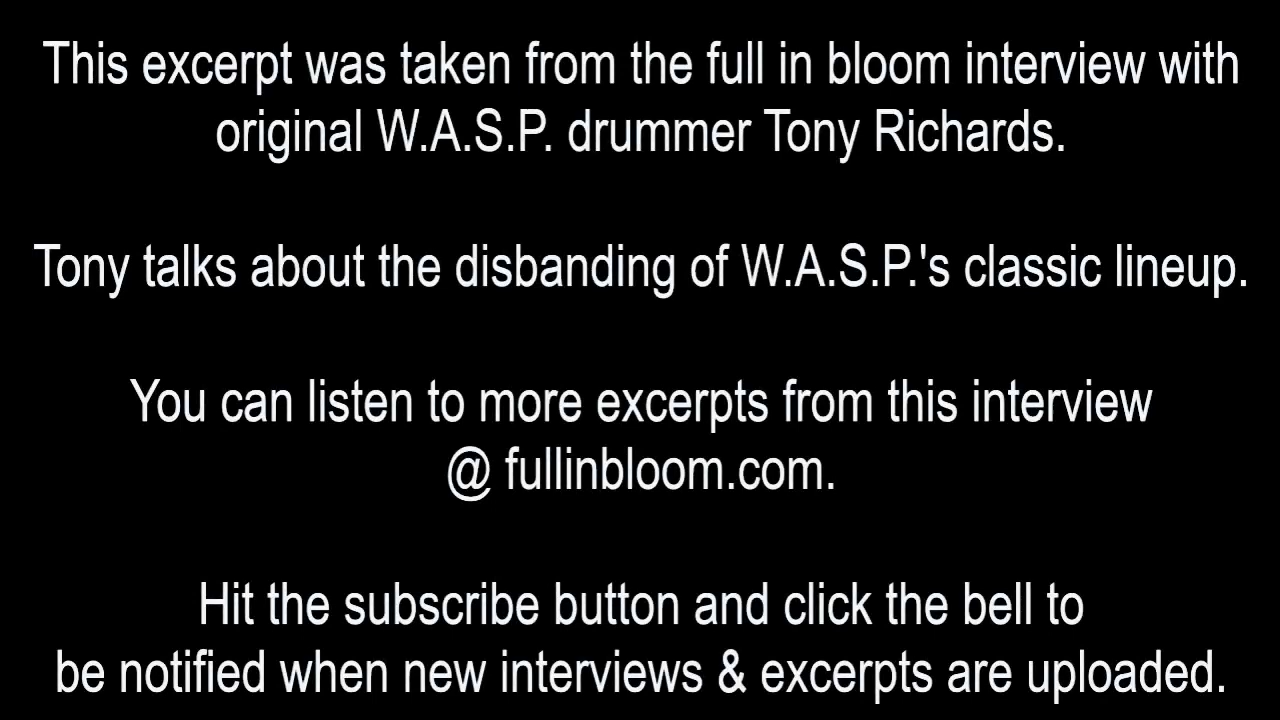 This excerpt was taken from the full in bloom interview with
original W.A.S.P. drummer Tony Richards.
Tony talks about the disbanding of W.A.S.P.'s classic lineup.
You can listen to more excerpts from this interview
@ fullinbloom.com.
Hit the subscribe button and click the bell to
be notified when new interviews & excerpts are uploaded.